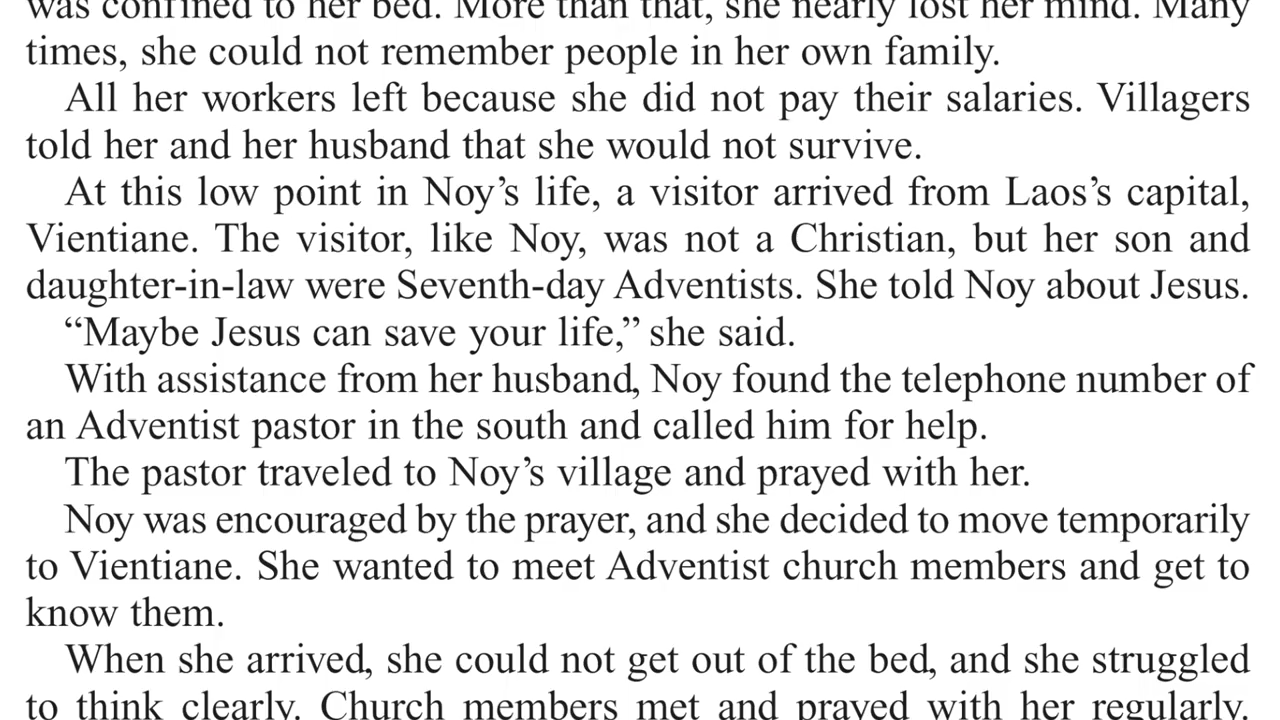 was confined to her bed. More than that, she nearly lost her mind. Many
times, she could not remember people in her own family.
All her workers left because she did not pay their salaries. Villagers
told her and her husband that she would not survive.
At this low point in Noy’s life, a visitor arrived from Laos’s capital,
Vientiane. The visitor, like Noy, was not a Christian, but her son and
daughter-in-law were Seventh-day Adventists. She told Noy about Jesus.
“Maybe Jesus can save your life,” she said.
With assistance from her husband, Noy found the telephone number of
an Adventist pastor in the south and called him for help.
The pastor traveled to Noy’s village and prayed with her.
Noy was encouraged by the prayer, and she decided to move temporarily
to Vientiane. She wanted to meet Adventist church members and get to
know them.
When she arrived, she could not get out of the bed, and she struggled
to think clearly. Church members met and prayed with her regularly.